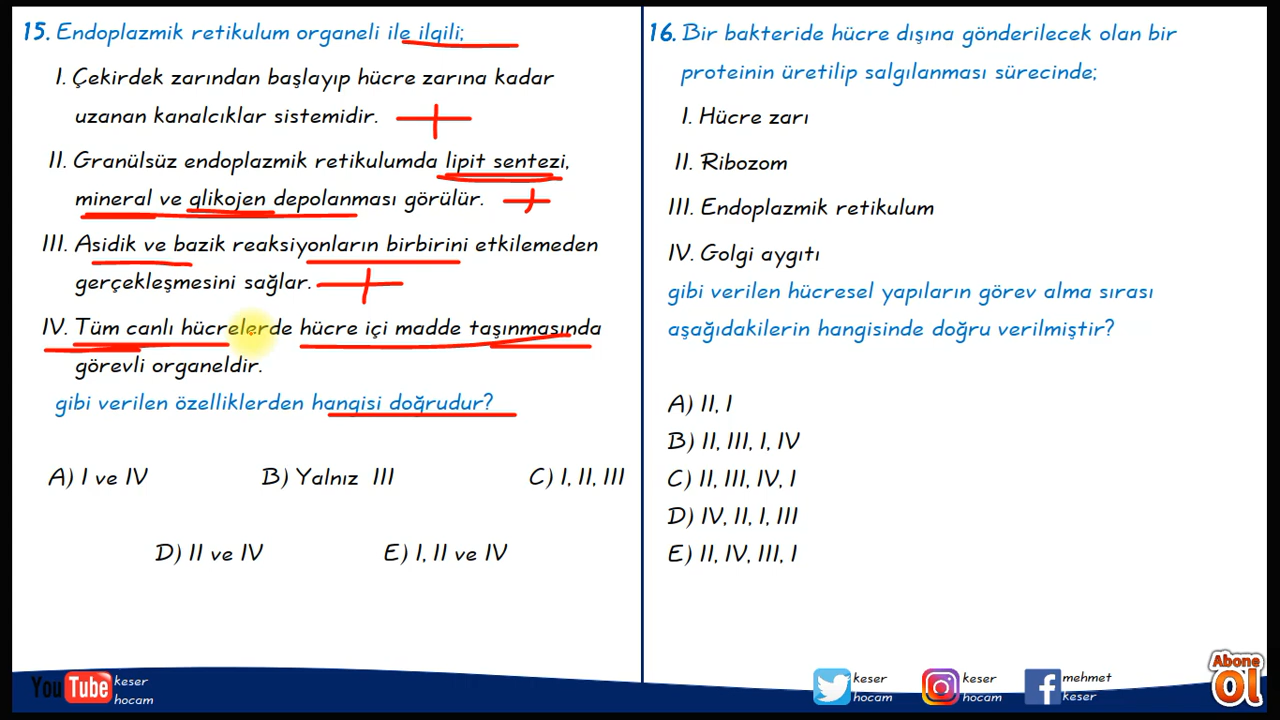 15. Endoplazmik retikulum organeli ile ilgili;
I. Çekirdek zarından başlayıp hücre zarına kadar
uzanan kanalcıklar sistemidir.
II. Granülsüz endoplazmik retikulumda lipit sentezi,
mineral ve glikojen depolanması görülür.
III. Asidik ve bazik reaksiyonların birbirini etkilemeden
gerçekleşmesini sağlar.
IV. Tüm canlı hücrelerde hücre içi madde taşınmasında
görevli organeldir.
gibi verilen özelliklerden hangisi doğrudur?
A) I ve IV B) Yalnız III C) I, II, III
D) II ve IV E) I, II ve IV
16. Bir bakteride hücre dışına gönderilecek olan bir
proteinin üretilip salgılanması sürecinde;
I. Hücre zarı
II. Ribozom
III. Endoplazmik retikulum
IV. Golgi aygıtı
gibi verilen hücresel yapıların görev alma sırası
aşağıdakilerin hangisinde doğru verilmiştir?
A) II, I
B) II, III, I, IV
C) II, III, IV, I
D) IV, II, I, III
E) II, IV, III, I
YouTube keser
hocam
keser
hocam
keser
hocam
mehmet
keser
Abone
OL